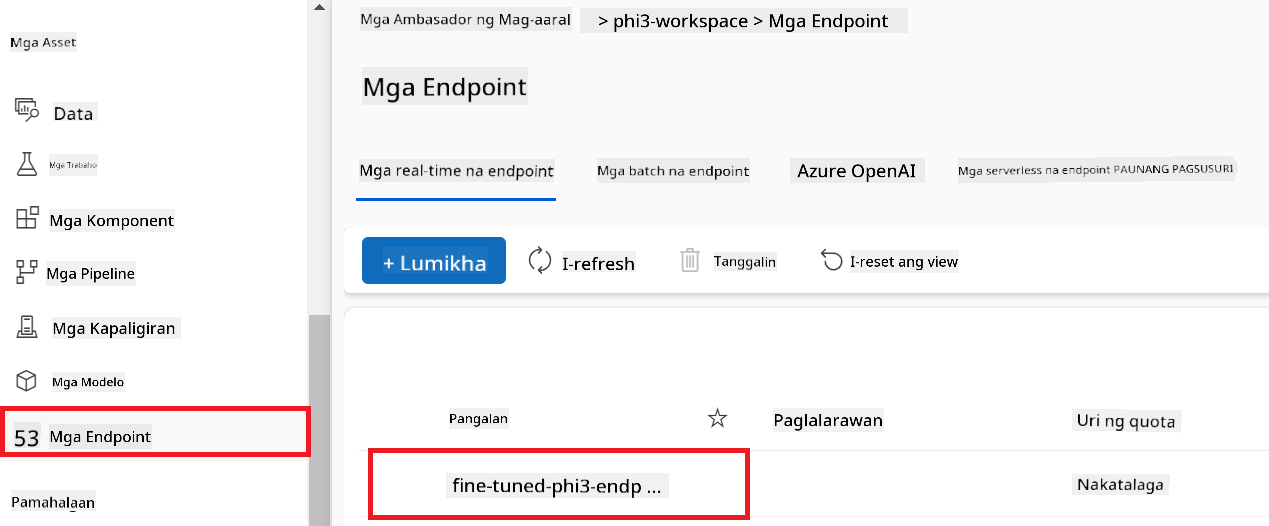 Mga Asset
Data
Mga Trabaho
Mga Komponent
Mga Pipeline
Mga Kapaligiran
Mga Modelo
53 Mga Endpoint
Pamahalaan
Mga Ambasador ng Mag-aaral > phi3-workspace > Mga Endpoint
Mga Endpoint
Mga real-time na endpoint Mga batch na endpoint Azure OpenAI Mga serverless na endpoint PAUNANG PAGSUSURI
+ Lumikha I-refresh Tanggalin I-reset ang view
Pangalan Paglalarawan Uri ng quota
fine-tuned-phi3-endp ... Nakatalaga